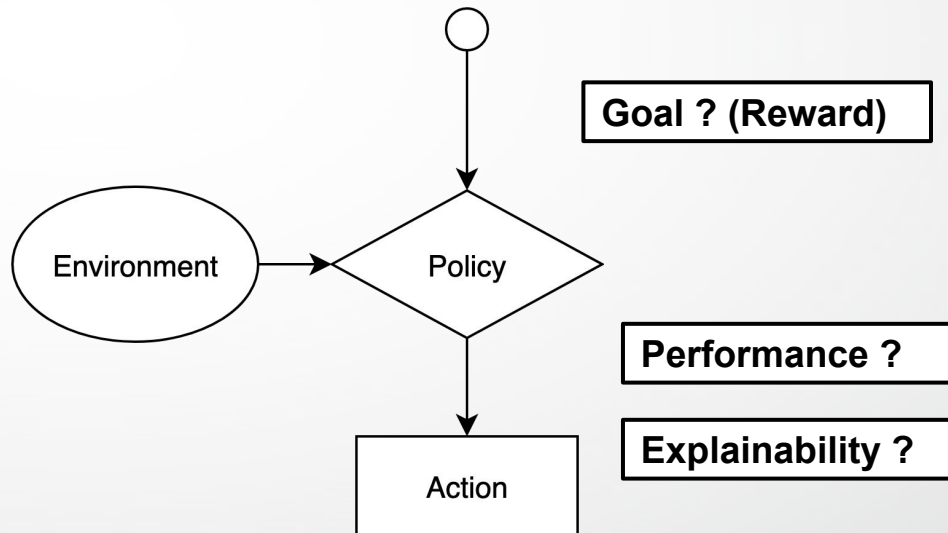 Goal ? (Reward)
Environment
Policy
Performance ?
Explainability ?
Action